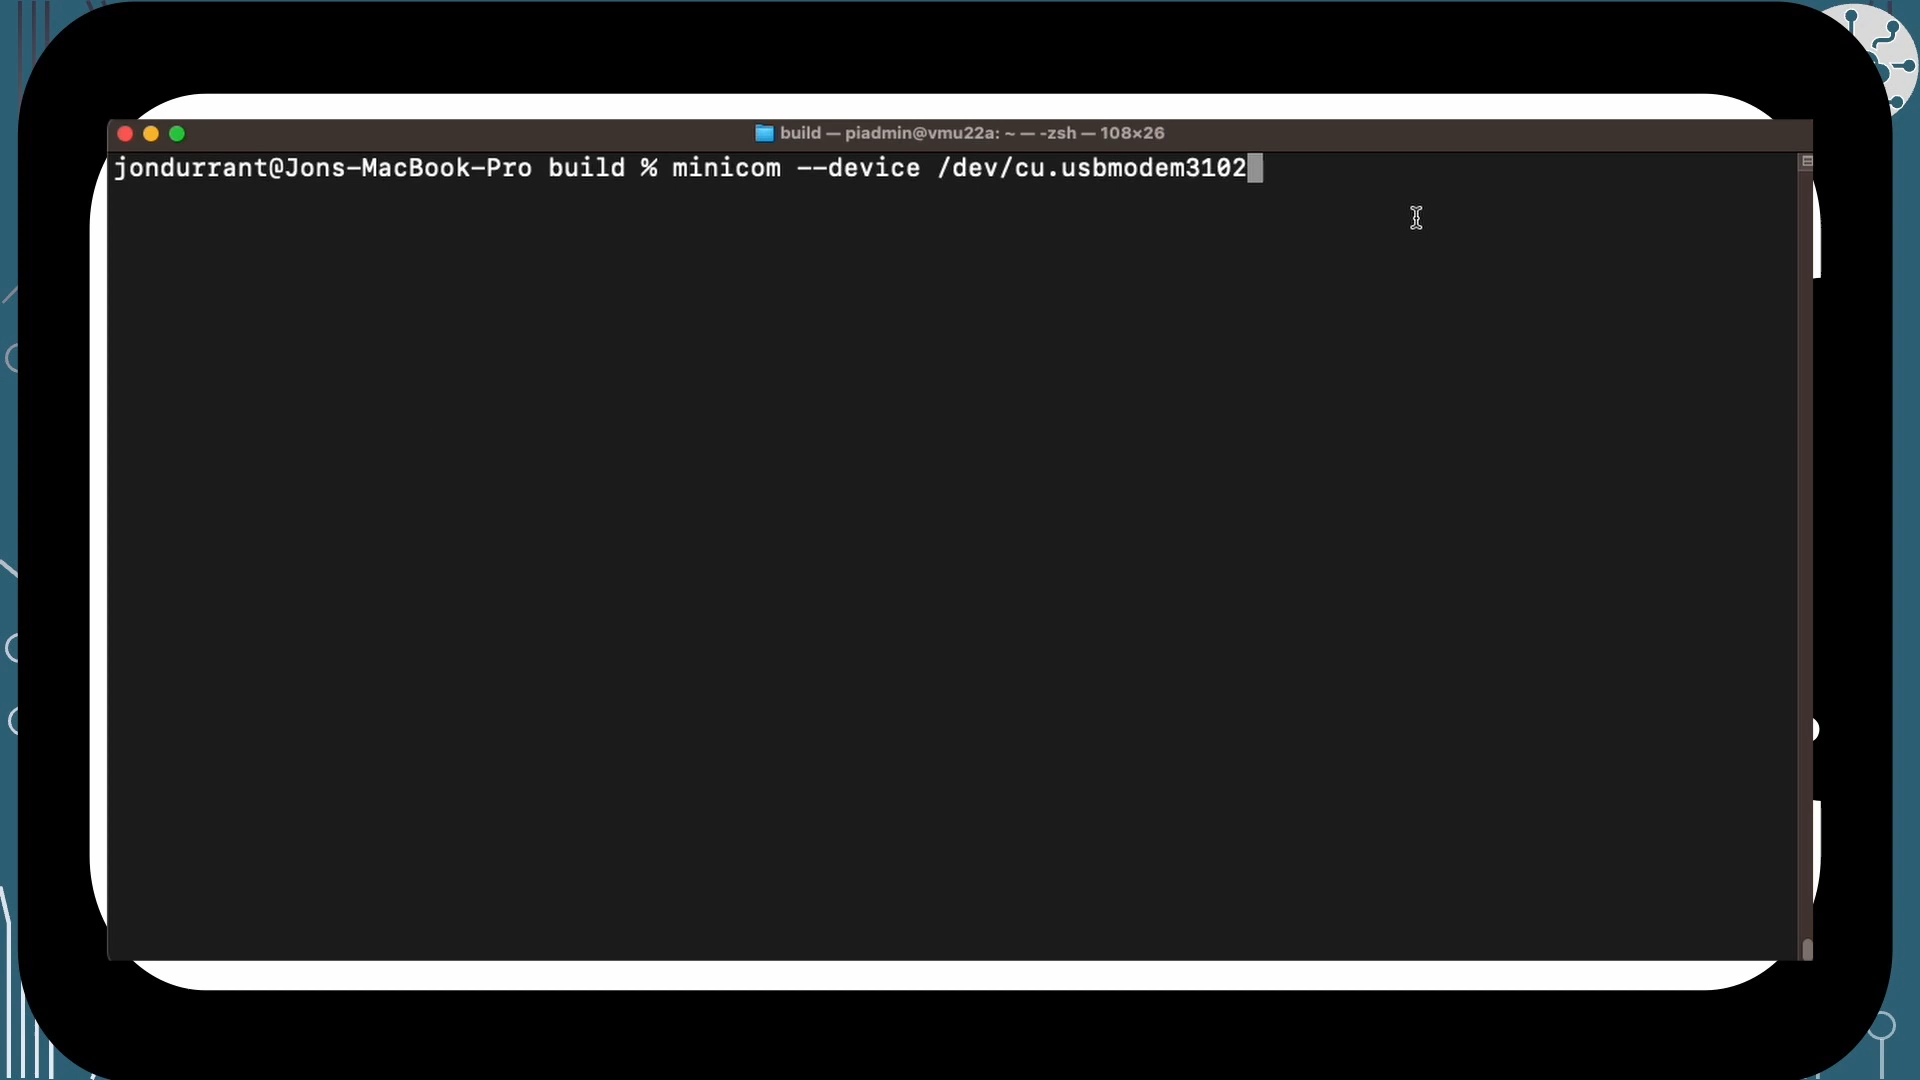 build — piadmin@vmu22a: ~ — -zsh — 108×26
jondurrant@Jons-MacBook-Pro build % minicom --device /dev/cu.usbmodem3102